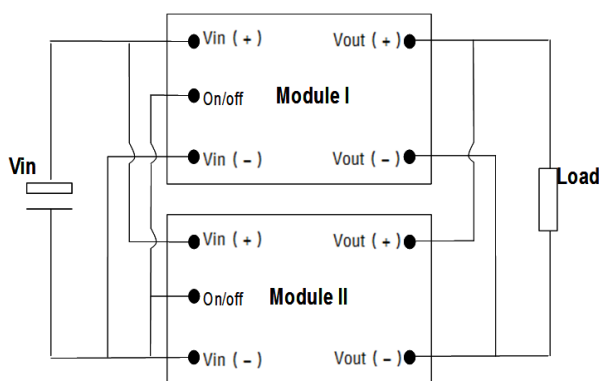 Vin ( + ) Vout ( + )
On/off Module I
Vin ( − ) Vout ( − )
Vin
Load
Vin ( + ) Vout ( + )
On/off Module II
Vin ( − ) Vout ( − )